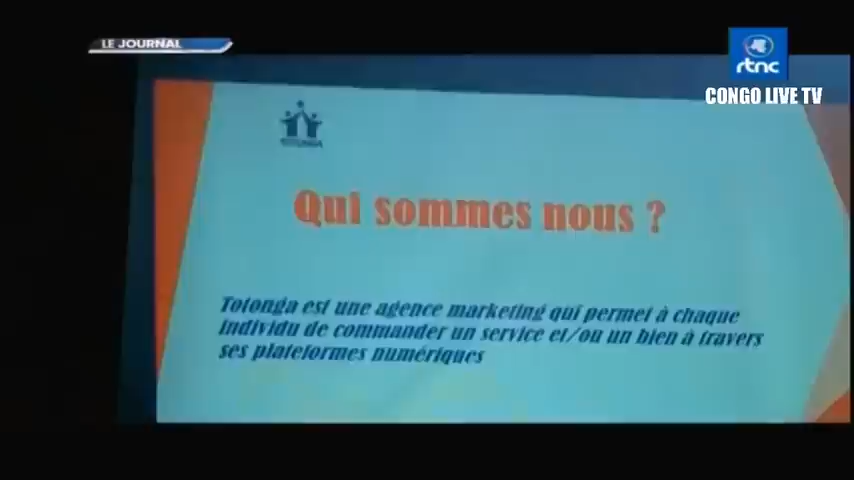 LE JOURNAL
rtnc
CONGO LIVE TV
TOTONGA
Qui sommes nous ?
Totonga est une agence marketing qui permet à chaque
individu de commander un service et/ou un bien à travers
ses plateformes numériques